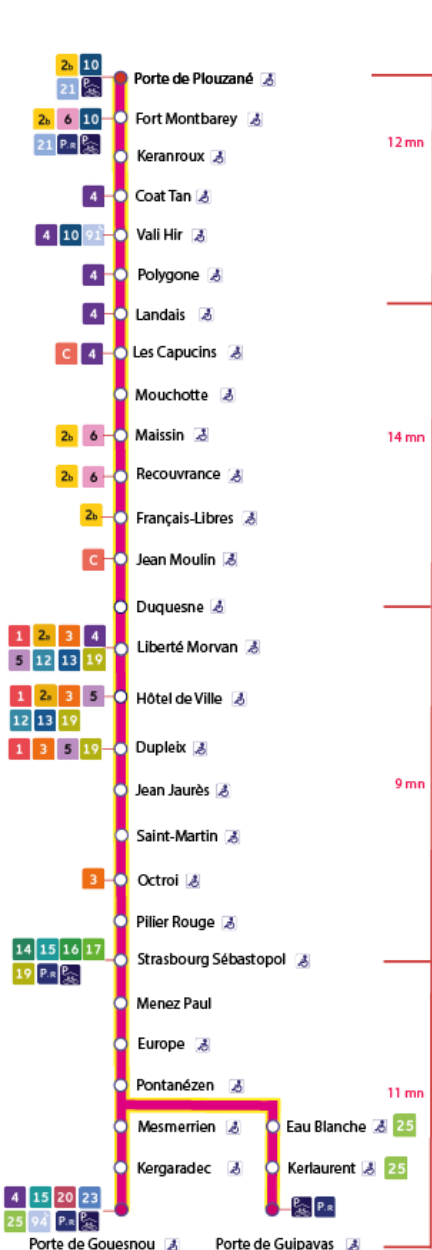 2b 10
21 P
Porte de Plouzané
12 mn
2b 6 10
21 P+R P
Fort Montbarey
Keranroux
4 Coat Tan
4 10 91 Vali Hir
4 Polygone
4 Landais
C 4 Les Capucins
Mouchotte
14 mn
2b 6 Maissin
2b 6 Recouvrance
2b Français-Libres
C Jean Moulin
Duquesne
1 2a 3 4
5 12 13 19
Liberté Morvan
1 2a 3 5
12 13 19
Hôtel de Ville
1 3 5 19 Dupleix
Jean Jaurès
9 mn
Saint-Martin
3 Octroi
Pilier Rouge
14 15 16 17
19 P+R P
Strasbourg Sébastopol
Menez Paul
Europe
Pontanézen
11 mn
Mesmerrien
Eau Blanche 25
Kergaradec
Kerlaurent 25
4 15 20 23
25 94 P+R P
P P+R
Porte de Gouesnou
Porte de Guipavas